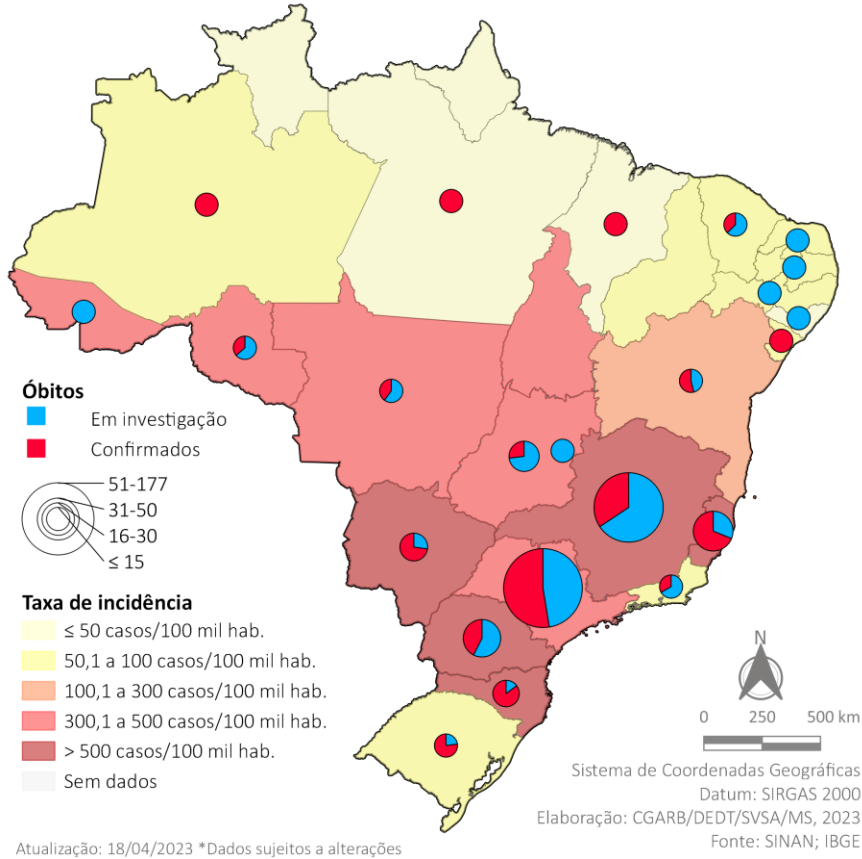 Óbitos
Em investigação
Confirmados
51-177
31-50
16-30
≤ 15
Taxa de incidência
≤ 50 casos/100 mil hab.
50,1 a 100 casos/100 mil hab.
100,1 a 300 casos/100 mil hab.
300,1 a 500 casos/100 mil hab.
> 500 casos/100 mil hab.
Sem dados
N
0 250 500 km
Sistema de Coordenadas Geográficas
Datum: SIRGAS 2000
Elaboração: CGARB/DEDT/SVSA/MS, 2023
Fonte: SINAN; IBGE
Atualização: 18/04/2023 *Dados sujeitos a alterações